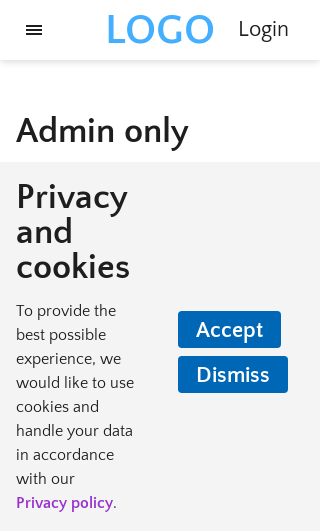 LOGO Login
Admin only
Privacy
and
cookies
To provide the
best possible
experience, we
would like to use
cookies and
handle your data
in accordance
with our
Privacy policy.
Accept
Dismiss